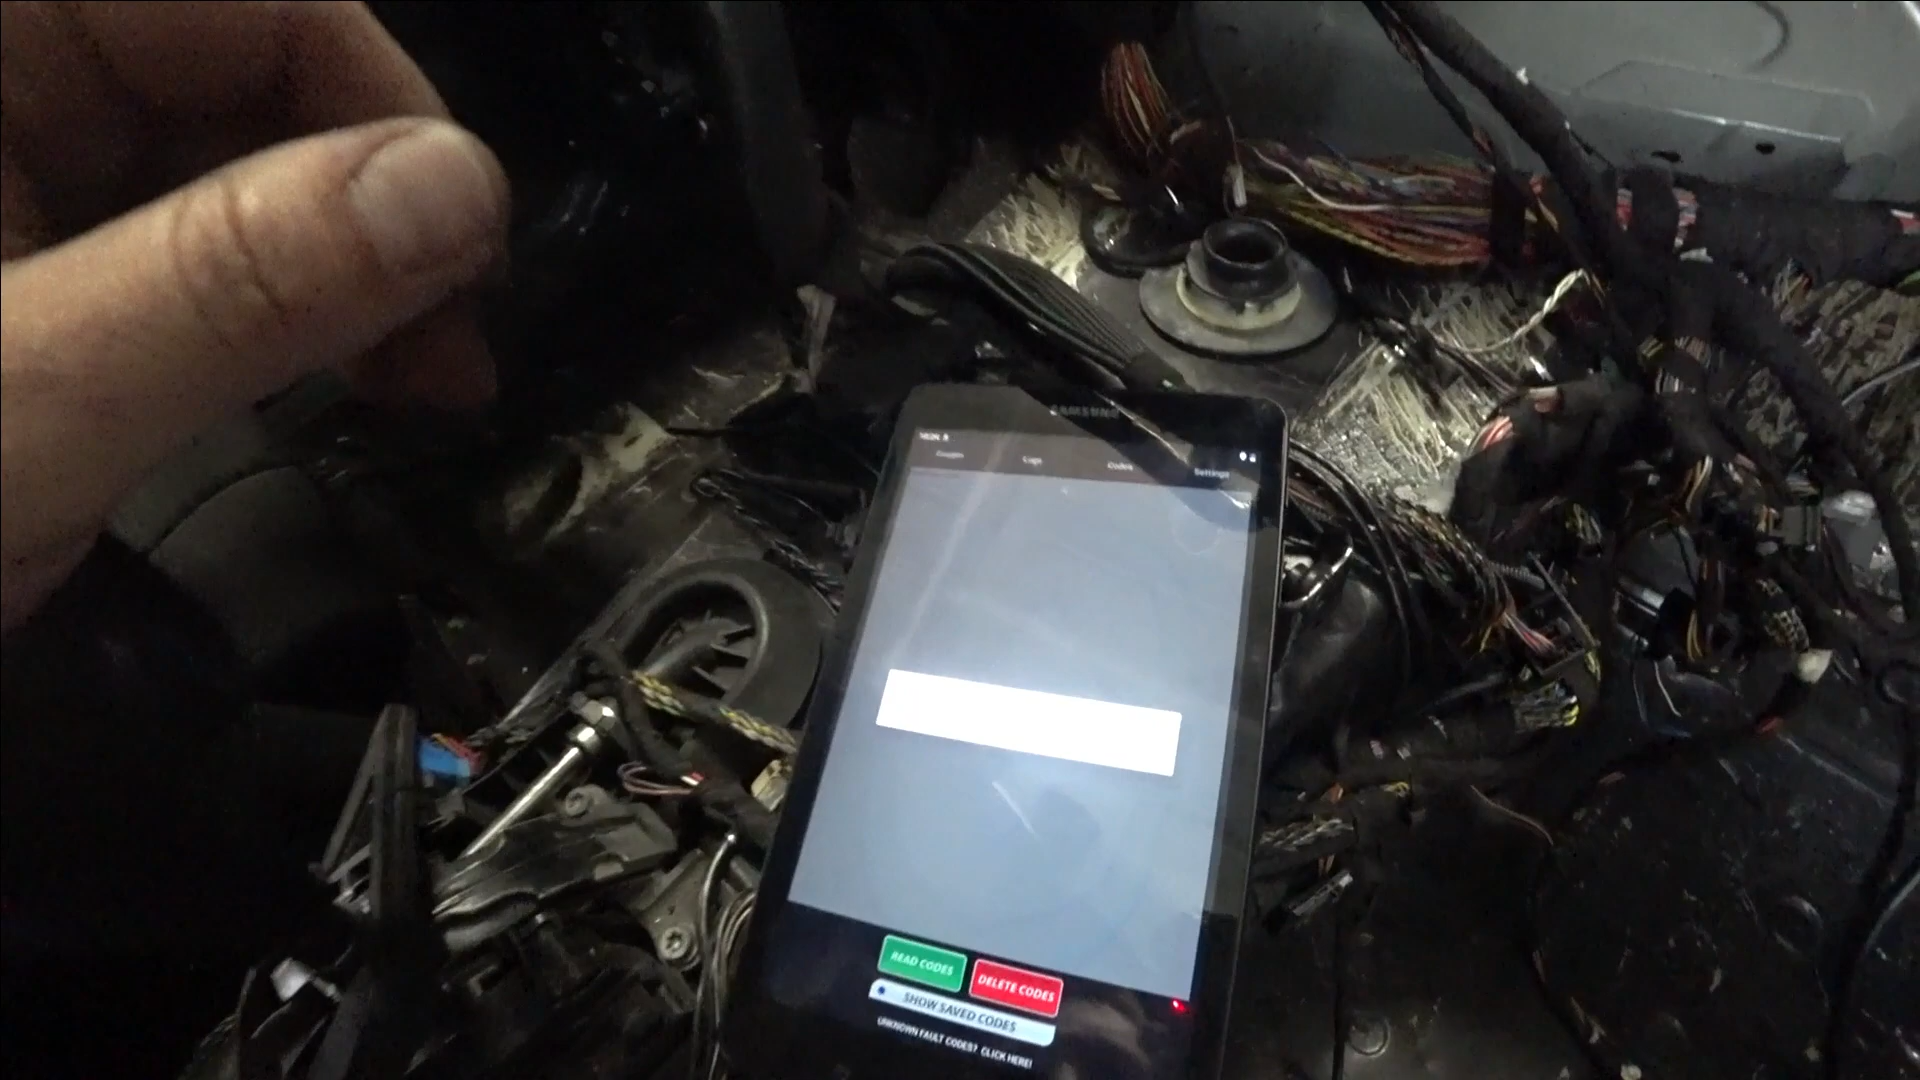 SAMSUNG
Logs
Codes
Settings
READ CODES
DELETE CODES
SHOW SAVED CODES
UNKNOWN FAULT CODES? CLICK HERE!